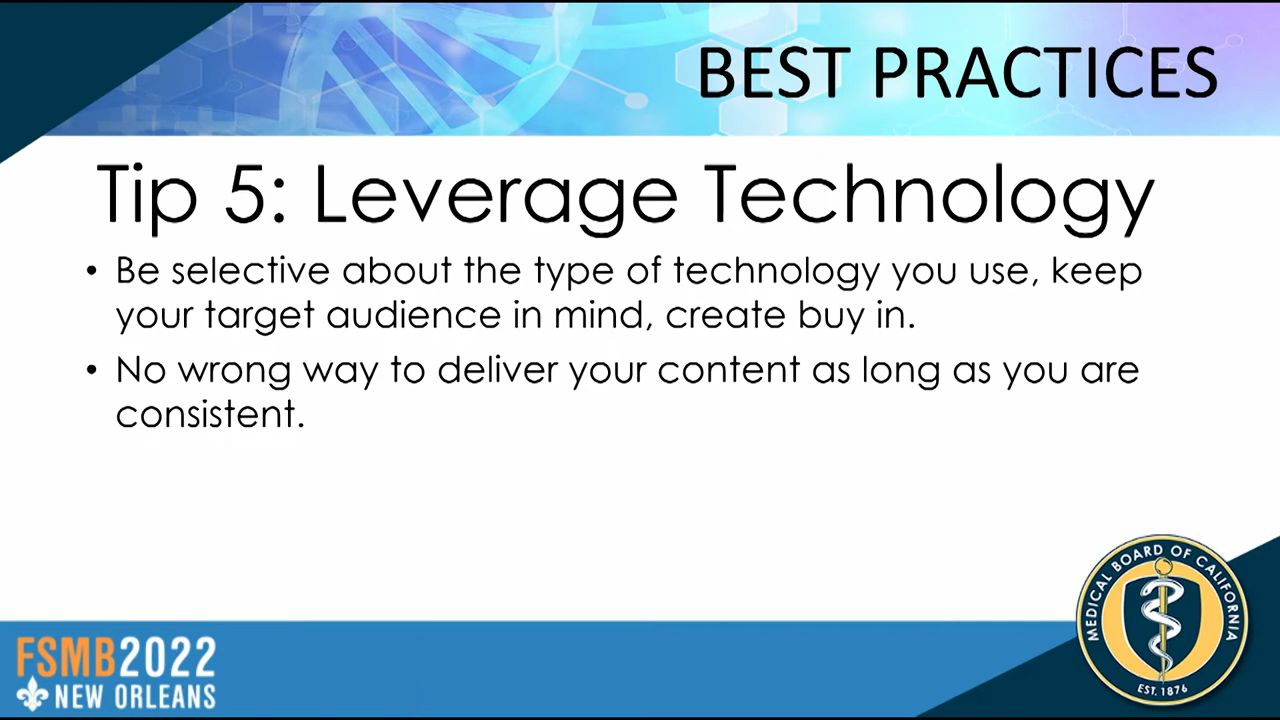 BEST PRACTICES
Tip 5: Leverage Technology
• Be selective about the type of technology you use, keep
your target audience in mind, create buy in.
• No wrong way to deliver your content as long as you are
consistent.
FSMB2022
NEW ORLEANS
MEDICAL BOARD OF CALIFORNIA
EST. 1876